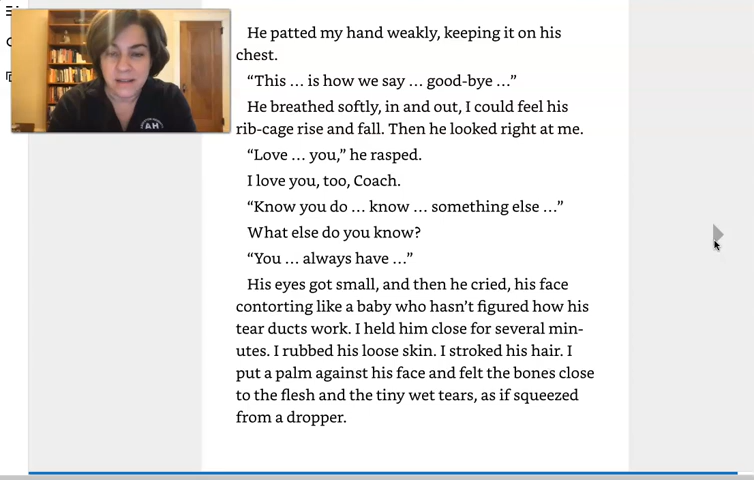 He patted my hand weakly, keeping it on his
chest.
“This … is how we say … good-bye …”
He breathed softly, in and out, I could feel his
rib-cage rise and fall. Then he looked right at me.
“Love … you,” he rasped.
I love you, too, Coach.
“Know you do … know … something else …”
What else do you know?
“You … always have …”
His eyes got small, and then he cried, his face
contorting like a baby who hasn’t figured how his
tear ducts work. I held him close for several min-
utes. I rubbed his loose skin. I stroked his hair. I
put a palm against his face and felt the bones close
to the flesh and the tiny wet tears, as if squeezed
from a dropper.
AH